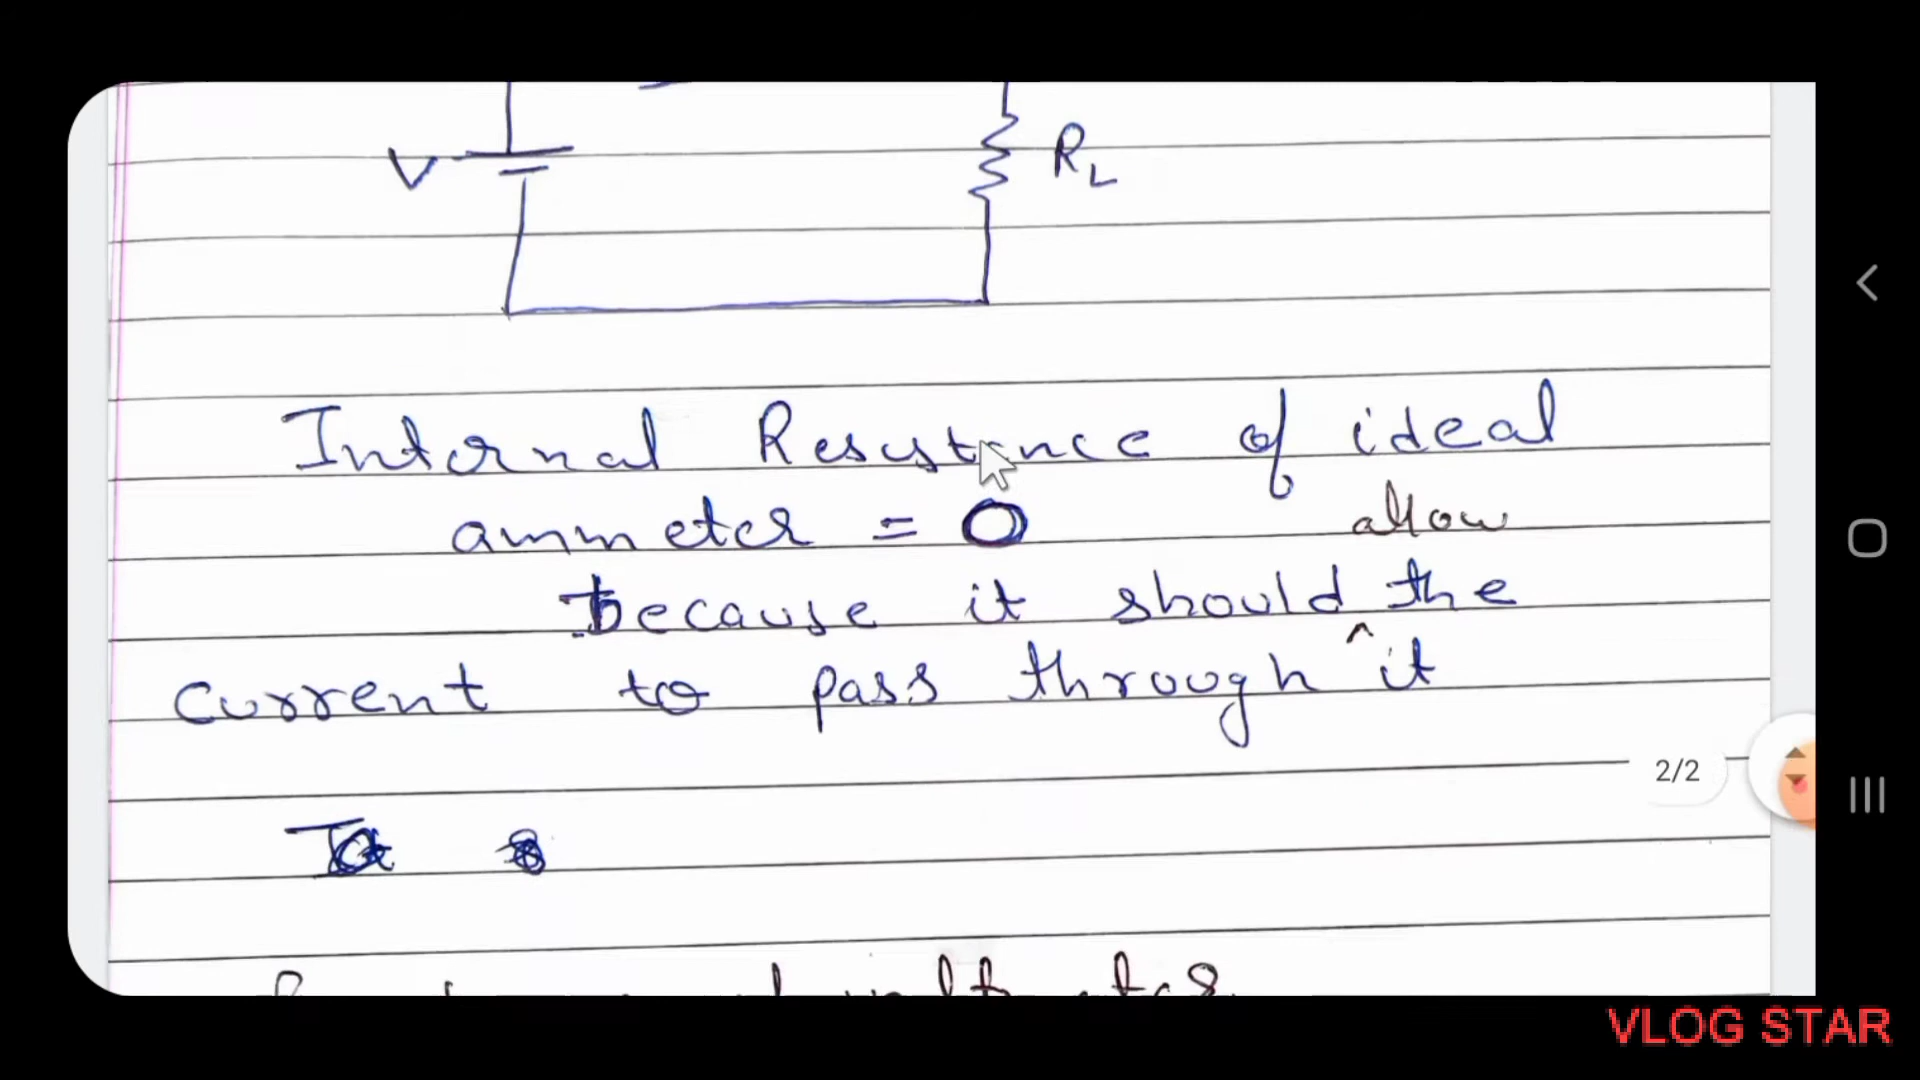 V
RL
Internal Resistance of ideal
ammeter = 0
allow
because it should ^ the
current to pass through it
2/2
VLOG STAR